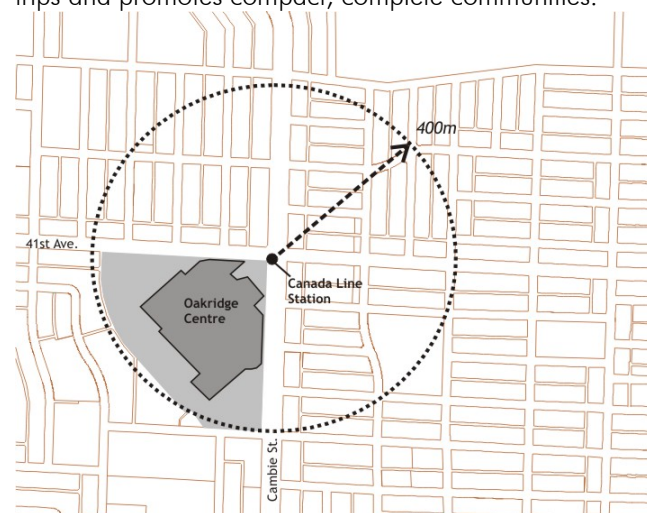 trips and promotes compact, complete communities.
400m
41st Ave.
Canada Line
Station
Oakridge
Centre
Cambie St.